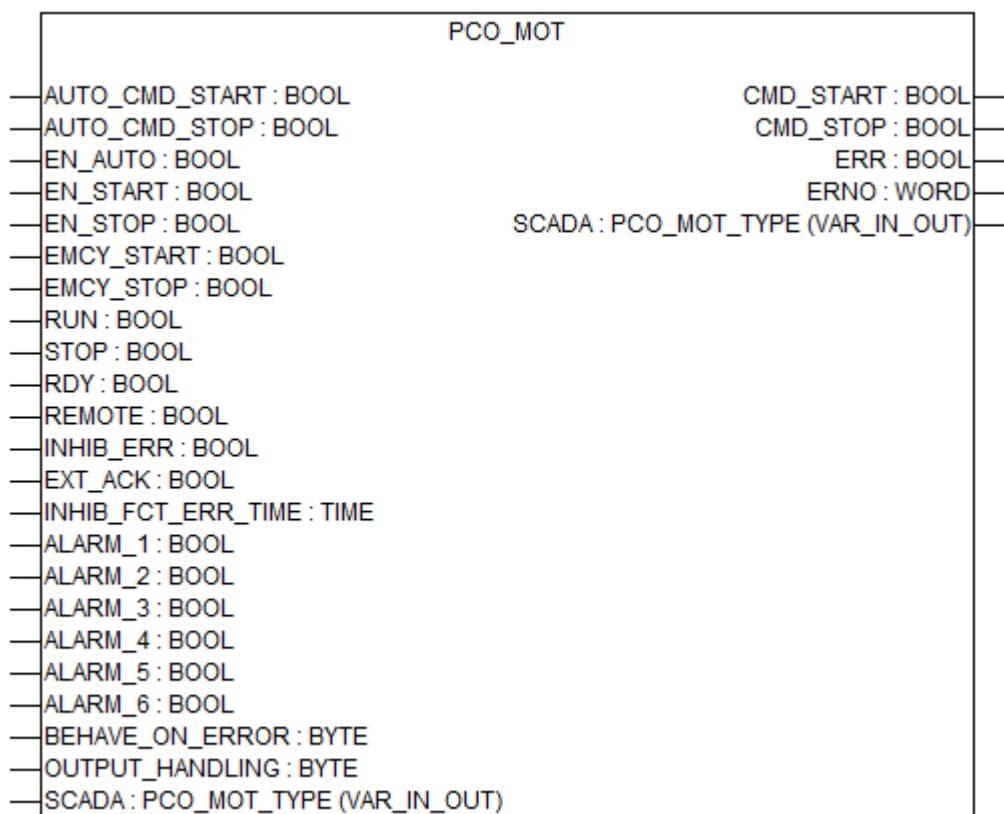 PCO_MOT
AUTO_CMD_START : BOOL CMD_START : BOOL
AUTO_CMD_STOP : BOOL CMD_STOP : BOOL
EN_AUTO : BOOL ERR : BOOL
EN_START : BOOL ERNO : WORD
EN_STOP : BOOL SCADA : PCO_MOT_TYPE (VAR_IN_OUT)
EMCY_START : BOOL
EMCY_STOP : BOOL
RUN : BOOL
STOP : BOOL
RDY : BOOL
REMOTE : BOOL
INHIB_ERR : BOOL
EXT_ACK : BOOL
INHIB_FCT_ERR_TIME : TIME
ALARM_1 : BOOL
ALARM_2 : BOOL
ALARM_3 : BOOL
ALARM_4 : BOOL
ALARM_5 : BOOL
ALARM_6 : BOOL
BEHAVE_ON_ERROR : BYTE
OUTPUT_HANDLING : BYTE
SCADA : PCO_MOT_TYPE (VAR_IN_OUT)